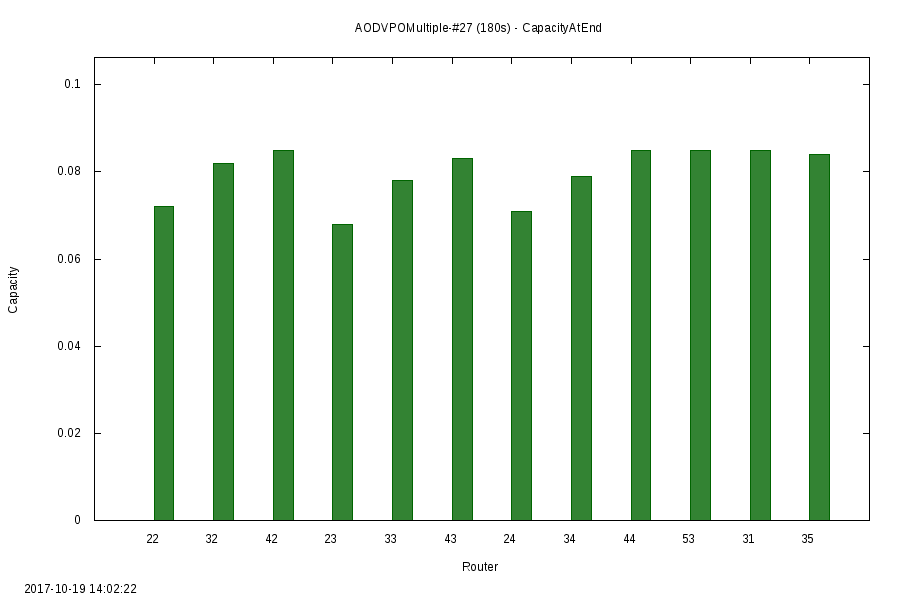 AODVPOMultiple-#27 (180s) - CapacityAtEnd
0.1
0.08
0.06
0.04
0.02
0
Capacity
22 32 42 23 33 43 24 34 44 53 31 35
Router
2017-10-19 14:02:22